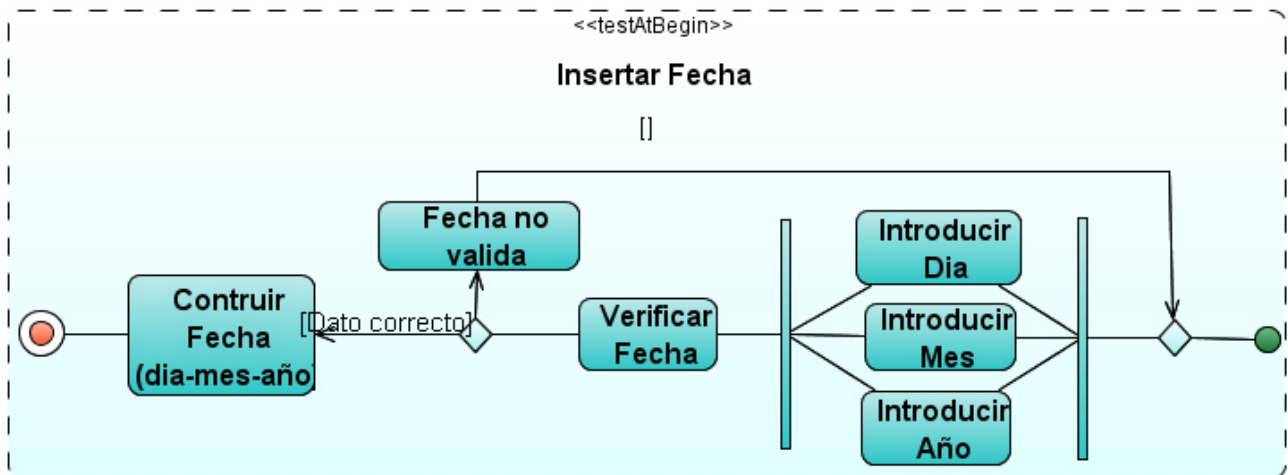 <<testAtBegin>>
Insertar Fecha
[]
Fecha no
valida
Introducir
Dia
Contruir
Fecha
(dia-mes-año)
[Dato correcto]
Verificar
Fecha
Introducir
Mes
Introducir
Año